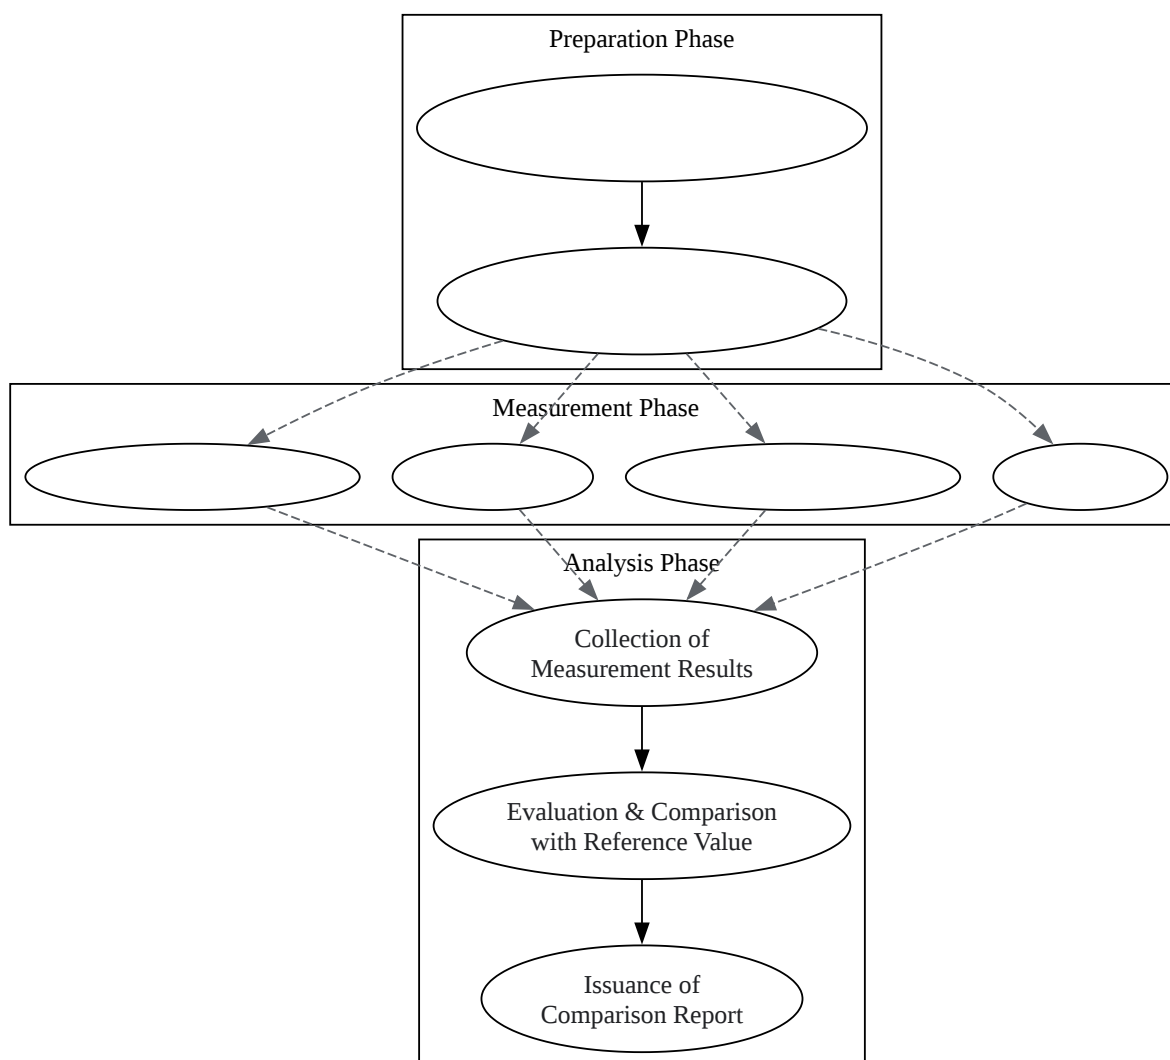 Preparation Phase
Measurement Phase
Analysis Phase
Collection of
Measurement Results
Evaluation & Comparison
with Reference Value
Issuance of
Comparison Report